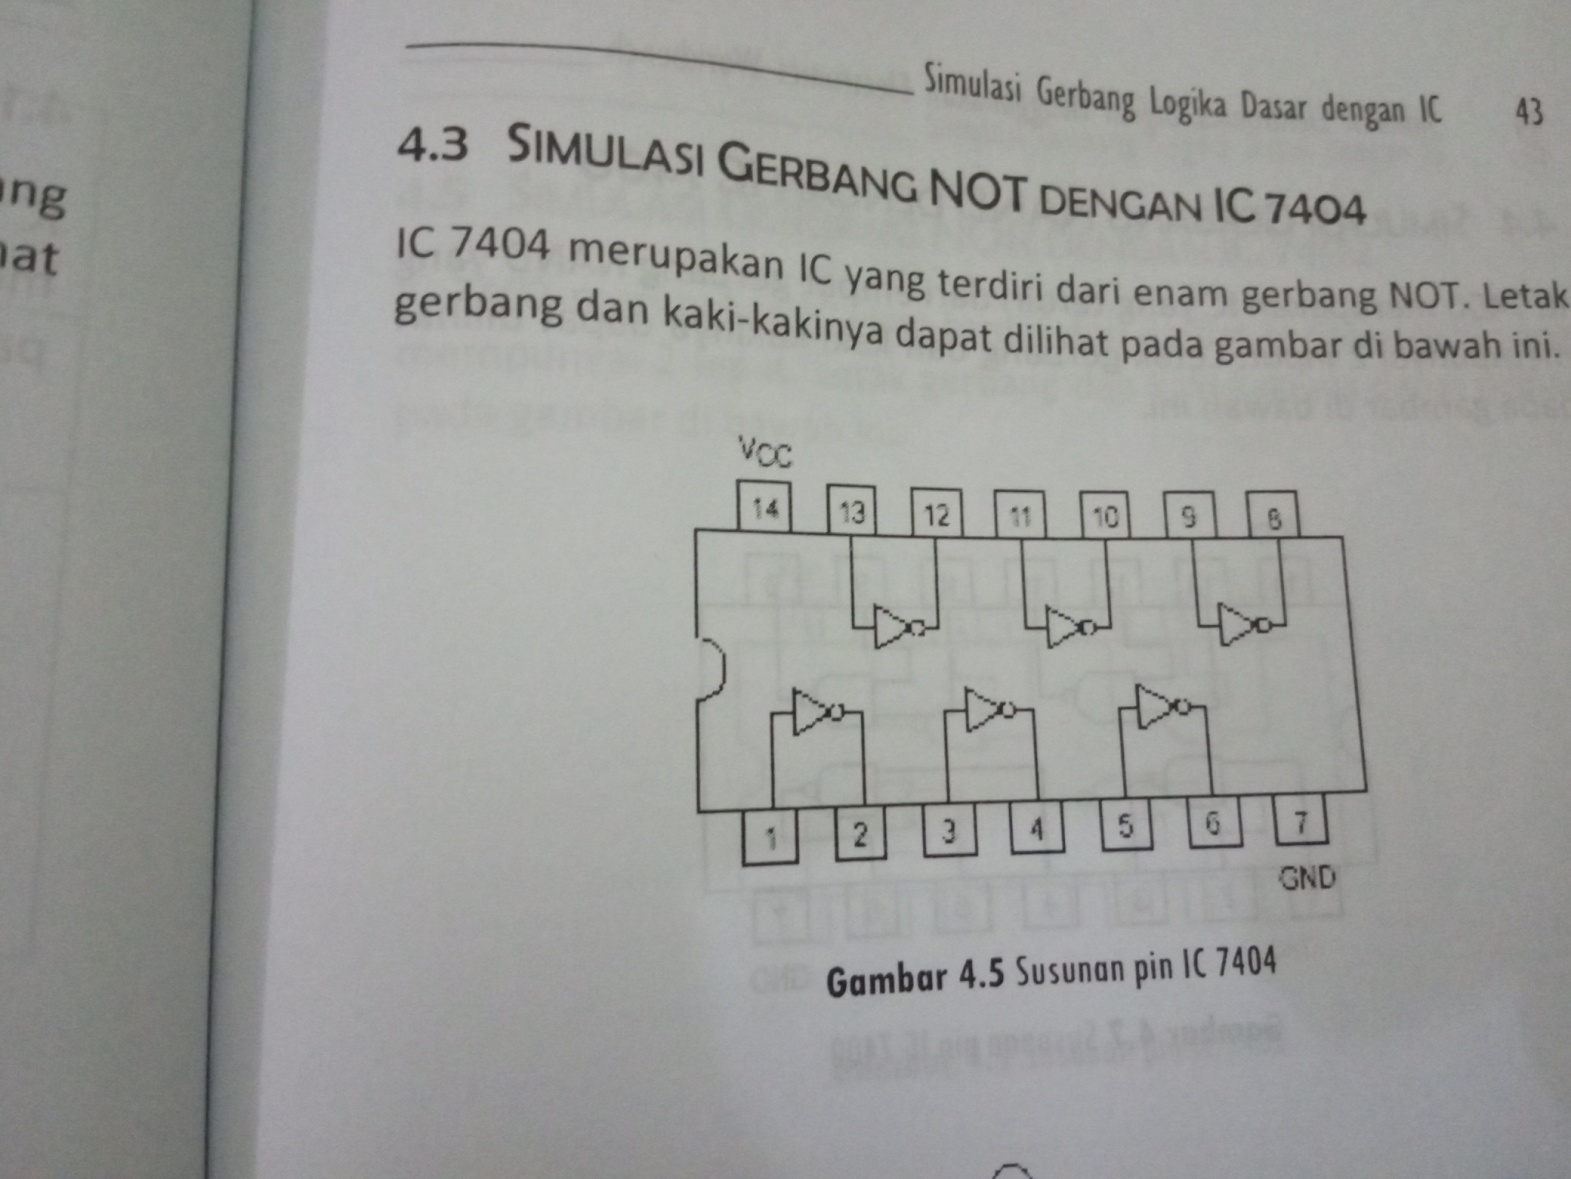 ng
at
Simulasi Gerbang Logika Dasar dengan IC 43
4.3 SIMULASI GERBANG NOT DENGAN IC 7404
IC 7404 merupakan IC yang terdiri dari enam gerbang NOT. Letak
gerbang dan kaki-kakinya dapat dilihat pada gambar di bawah ini.
VCC
14 13 12 11 10 9 8
1 2 3 4 5 6 7
GND
Gambar 4.5 Susunan pin IC 7404